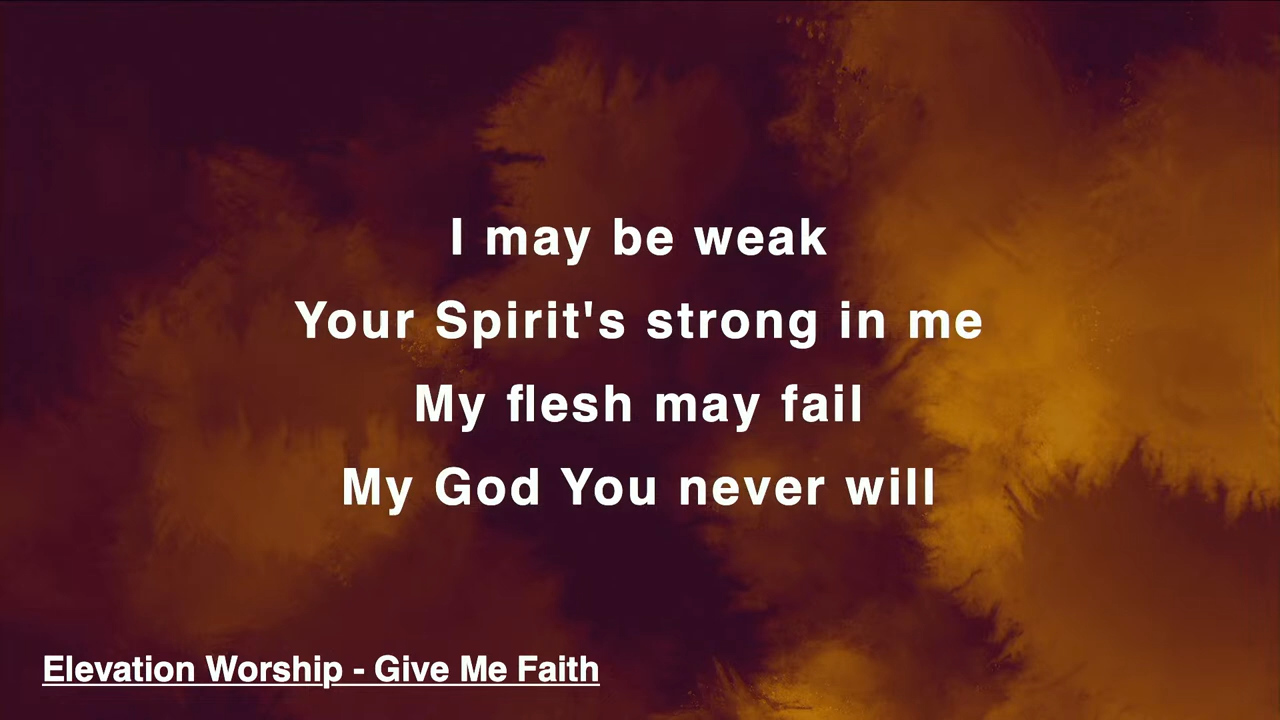 I may be weak
Your Spirit's strong in me
My flesh may fail
My God You never will
Elevation Worship - Give Me Faith